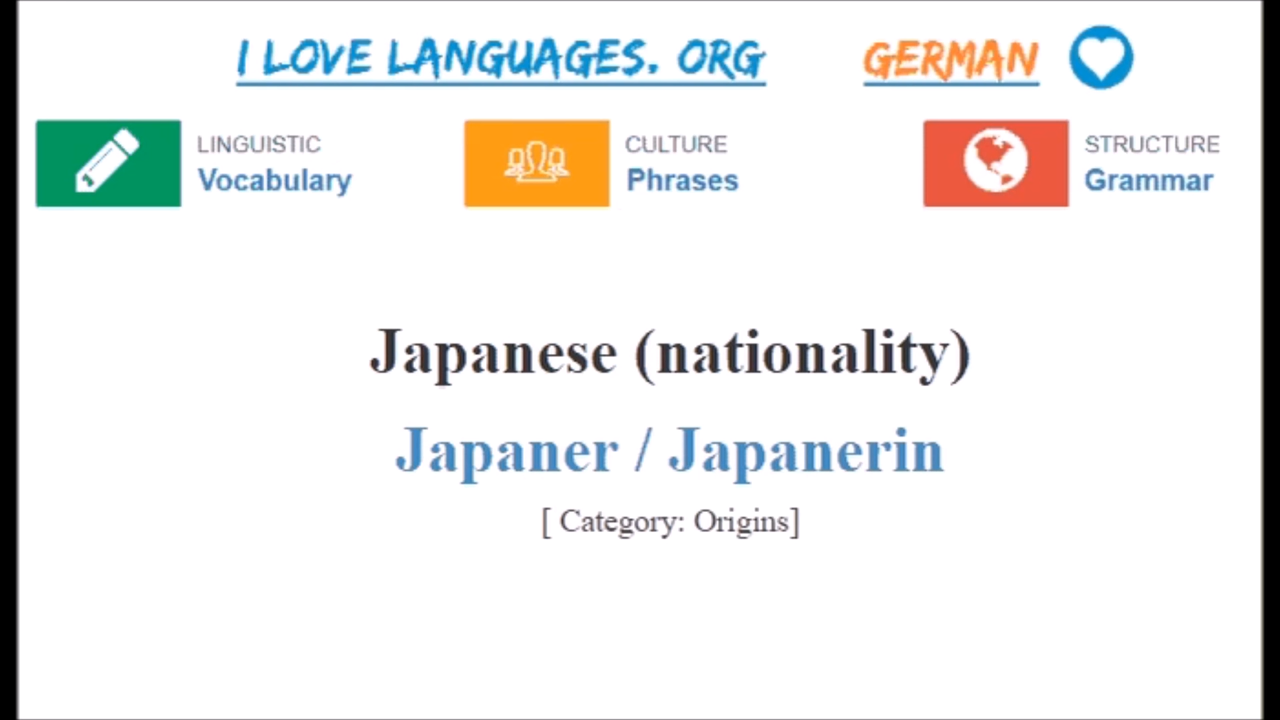 I LOVE LANGUAGES. ORG GERMAN
LINGUISTIC
Vocabulary
CULTURE
Phrases
STRUCTURE
Grammar
Japanese (nationality)
Japaner / Japanerin
[ Category: Origins]